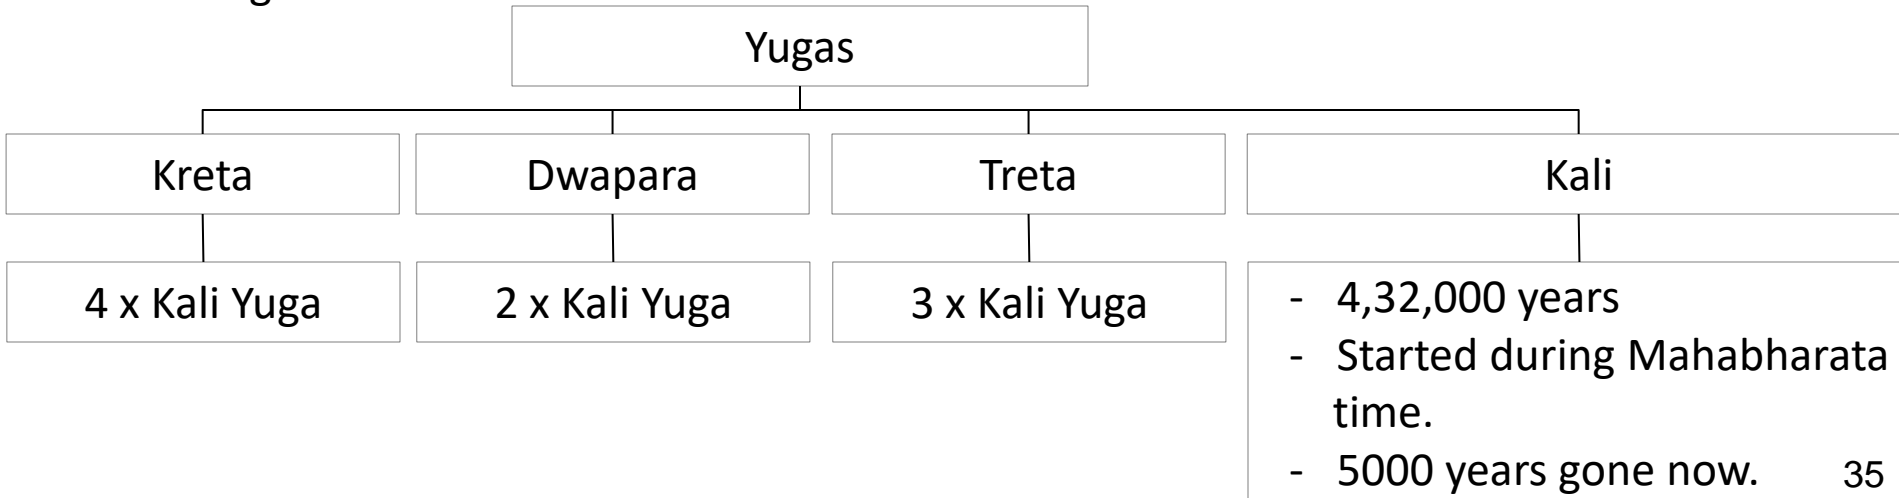 Yugas
Kreta
Dwapara
Treta
Kali
4 x Kali Yuga
2 x Kali Yuga
3 x Kali Yuga
- 4,32,000 years
- Started during Mahabharata
time.
- 5000 years gone now.
35